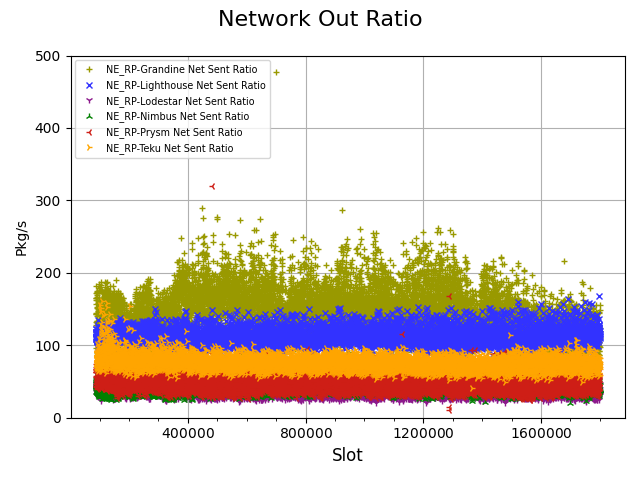 Network Out Ratio
500
400
300
200
100
0
Pkg/s
NE_RP-Grandine Net Sent Ratio
NE_RP-Lighthouse Net Sent Ratio
NE_RP-Lodestar Net Sent Ratio
NE_RP-Nimbus Net Sent Ratio
NE_RP-Prysm Net Sent Ratio
NE_RP-Teku Net Sent Ratio
400000 800000 1200000 1600000
Slot